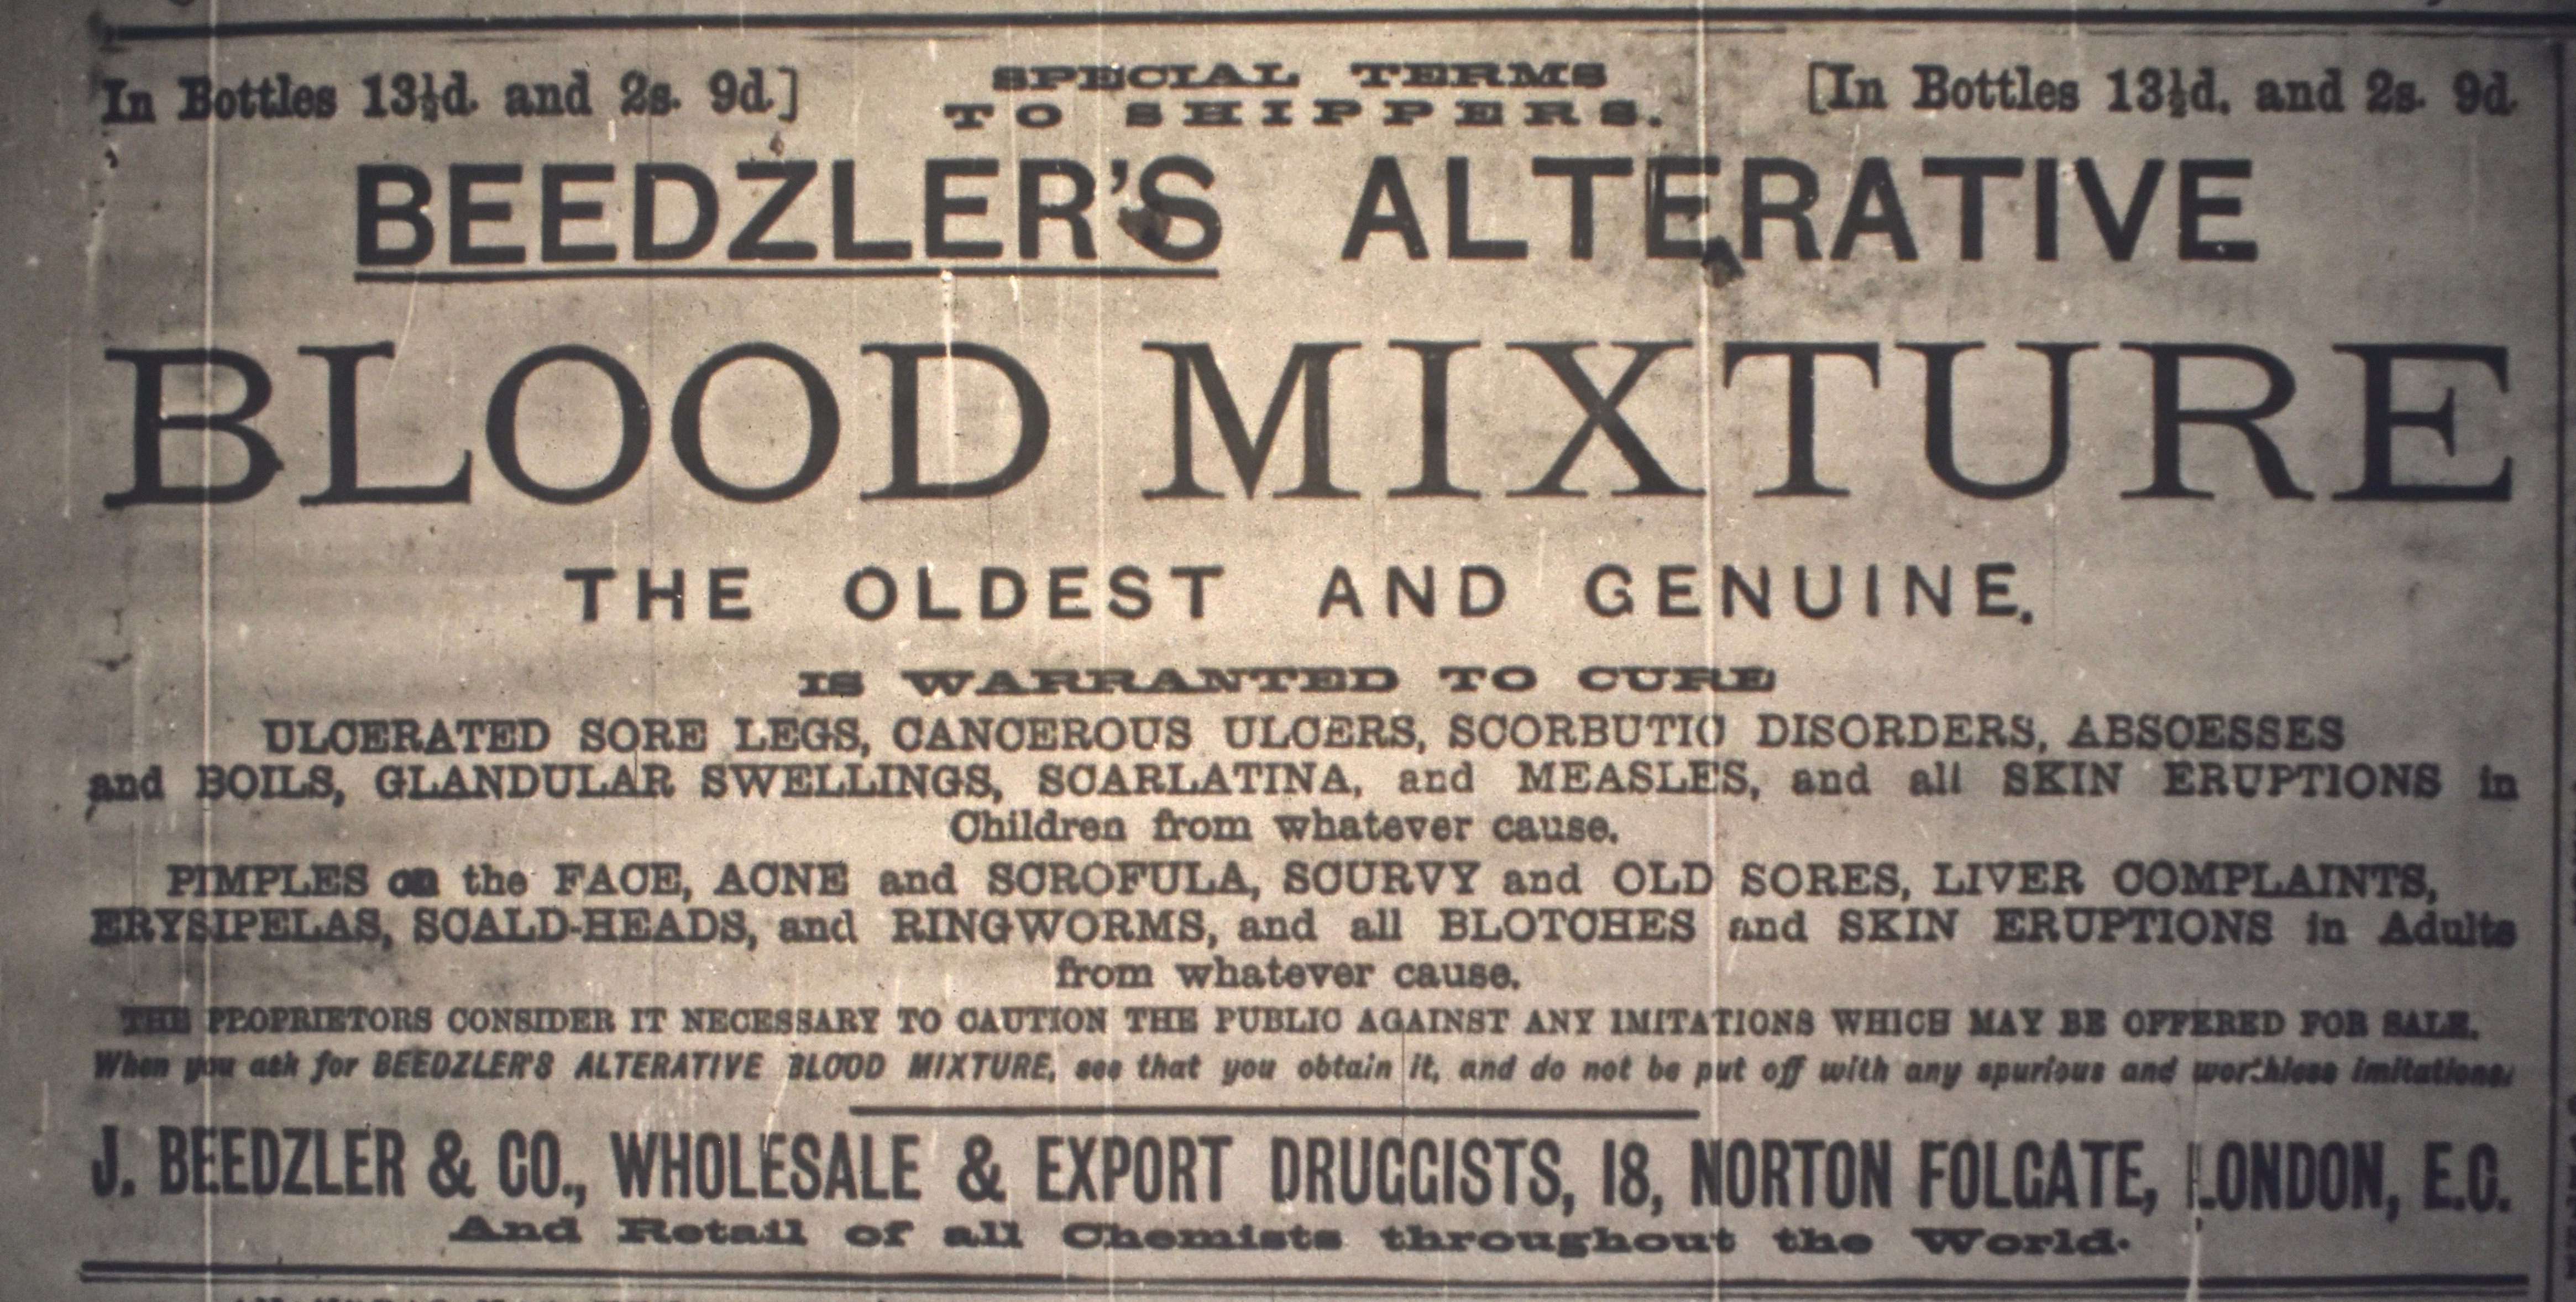 In Bottles 13½d. and 2s. 9d.]
SPECIAL TERMS
TO SHIPPERS.
[In Bottles 13½d. and 2s. 9d.
BEEDZLER'S ALTERATIVE
BLOOD MIXTURE
THE OLDEST AND GENUINE.
IS WARRANTED TO CURE
ULCERATED SORE LEGS, CANCEROUS ULCERS, SCORBUTIC DISORDERS, ABSCESSES
and BOILS, GLANDULAR SWELLINGS, SCARLATINA, and MEASLES, and all SKIN ERUPTIONS in
Children from whatever cause.
PIMPLES on the FACE, ACNE and SCROFULA, SCURVY and OLD SORES, LIVER COMPLAINTS,
ERYSIPELAS, SCALD-HEADS, and RINGWORMS, and all BLOTCHES and SKIN ERUPTIONS in Adults
from whatever cause.
THE PROPRIETORS CONSIDER IT NECESSARY TO CAUTION THE PUBLIC AGAINST ANY IMITATIONS WHICH MAY BE OFFERED FOR SALE.
When you ask for BEEDZLER'S ALTERATIVE BLOOD MIXTURE, see that you obtain it, and do not be put off with any spurious and worthless imitations.
J. BEEDZLER & CO., WHOLESALE & EXPORT DRUGGISTS, 18, NORTON FOLGATE, LONDON, E.C.
And Retail of all Chemists throughout the World.